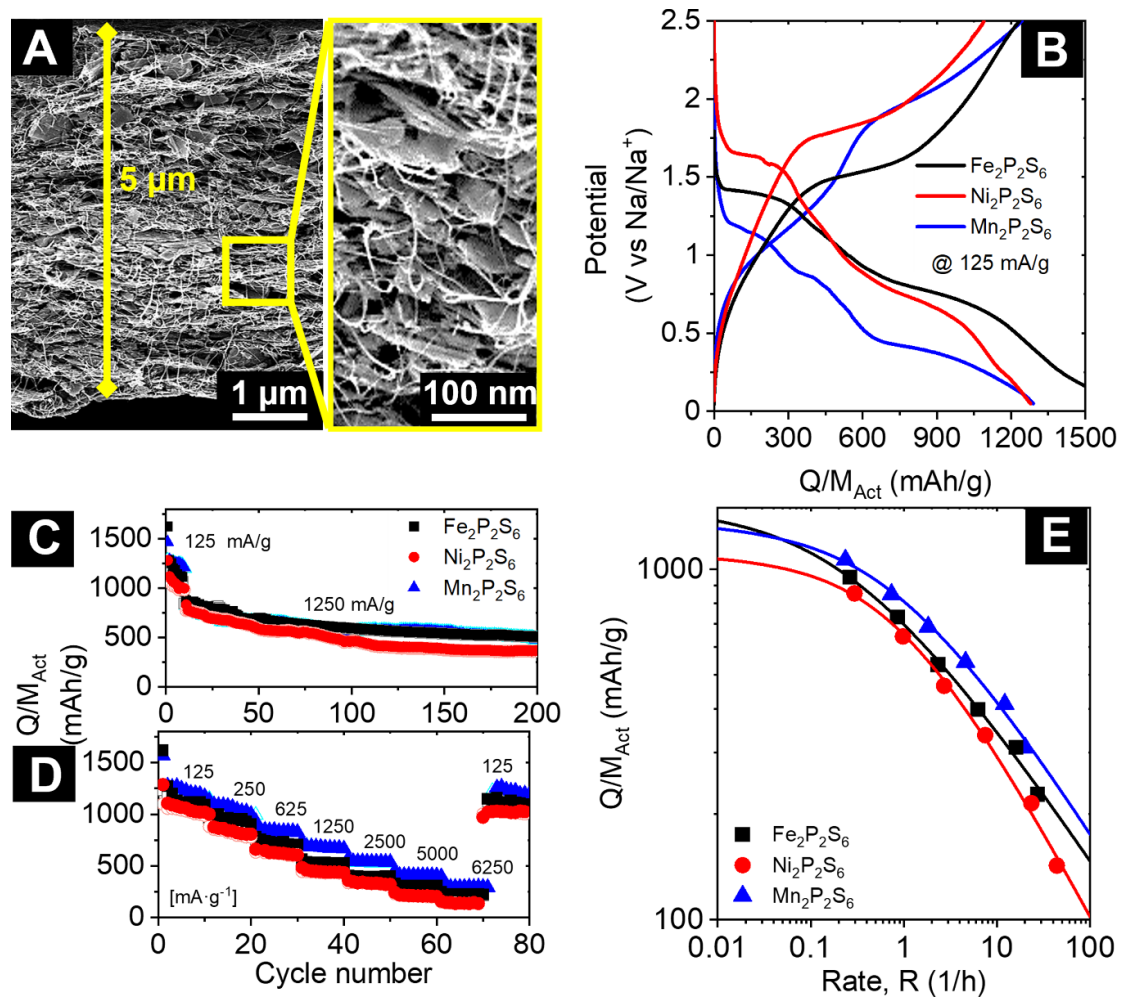 A
5 µm
1 µm
100 nm
B
2.5
2.0
1.5
1
0.5
0
Potential
(V vs Na/Na⁺)
Fe₂P₂S₆
Ni₂P₂S₆
Mn₂P₂S₆
@ 125 mA/g
0 300 600 900 1200 1500
Q/M_Act (mAh/g)
C
1500
1000
500
0
125 mA/g
Fe₂P₂S₆
Ni₂P₂S₆
Mn₂P₂S₆
1250 mA/g
0 50 100 150 200
Q/M_Act
(mAh/g)
D
1500
1000
500
0
125
250
625
1250
2500
5000
6250
125
[mA·g⁻¹]
0 20 40 60 80
Cycle number
E
1000
100
Q/M_Act (mAh/g)
Fe₂P₂S₆
Ni₂P₂S₆
Mn₂P₂S₆
0.01 0.1 1 10 100
Rate, R (1/h)